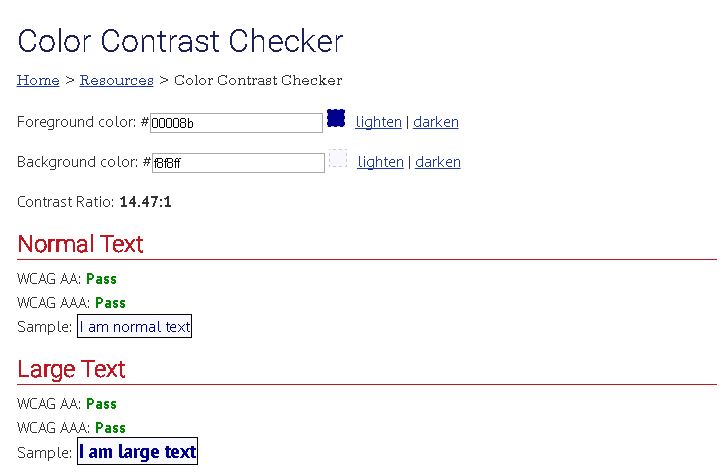 Color Contrast Checker
Home > Resources > Color Contrast Checker
Foreground color: #00008b lighten | darken
Background color: #f8f8ff lighten | darken
Contrast Ratio: 14.47:1
Normal Text
WCAG AA: Pass
WCAG AAA: Pass
Sample: I am normal text
Large Text
WCAG AA: Pass
WCAG AAA: Pass
Sample: I am large text